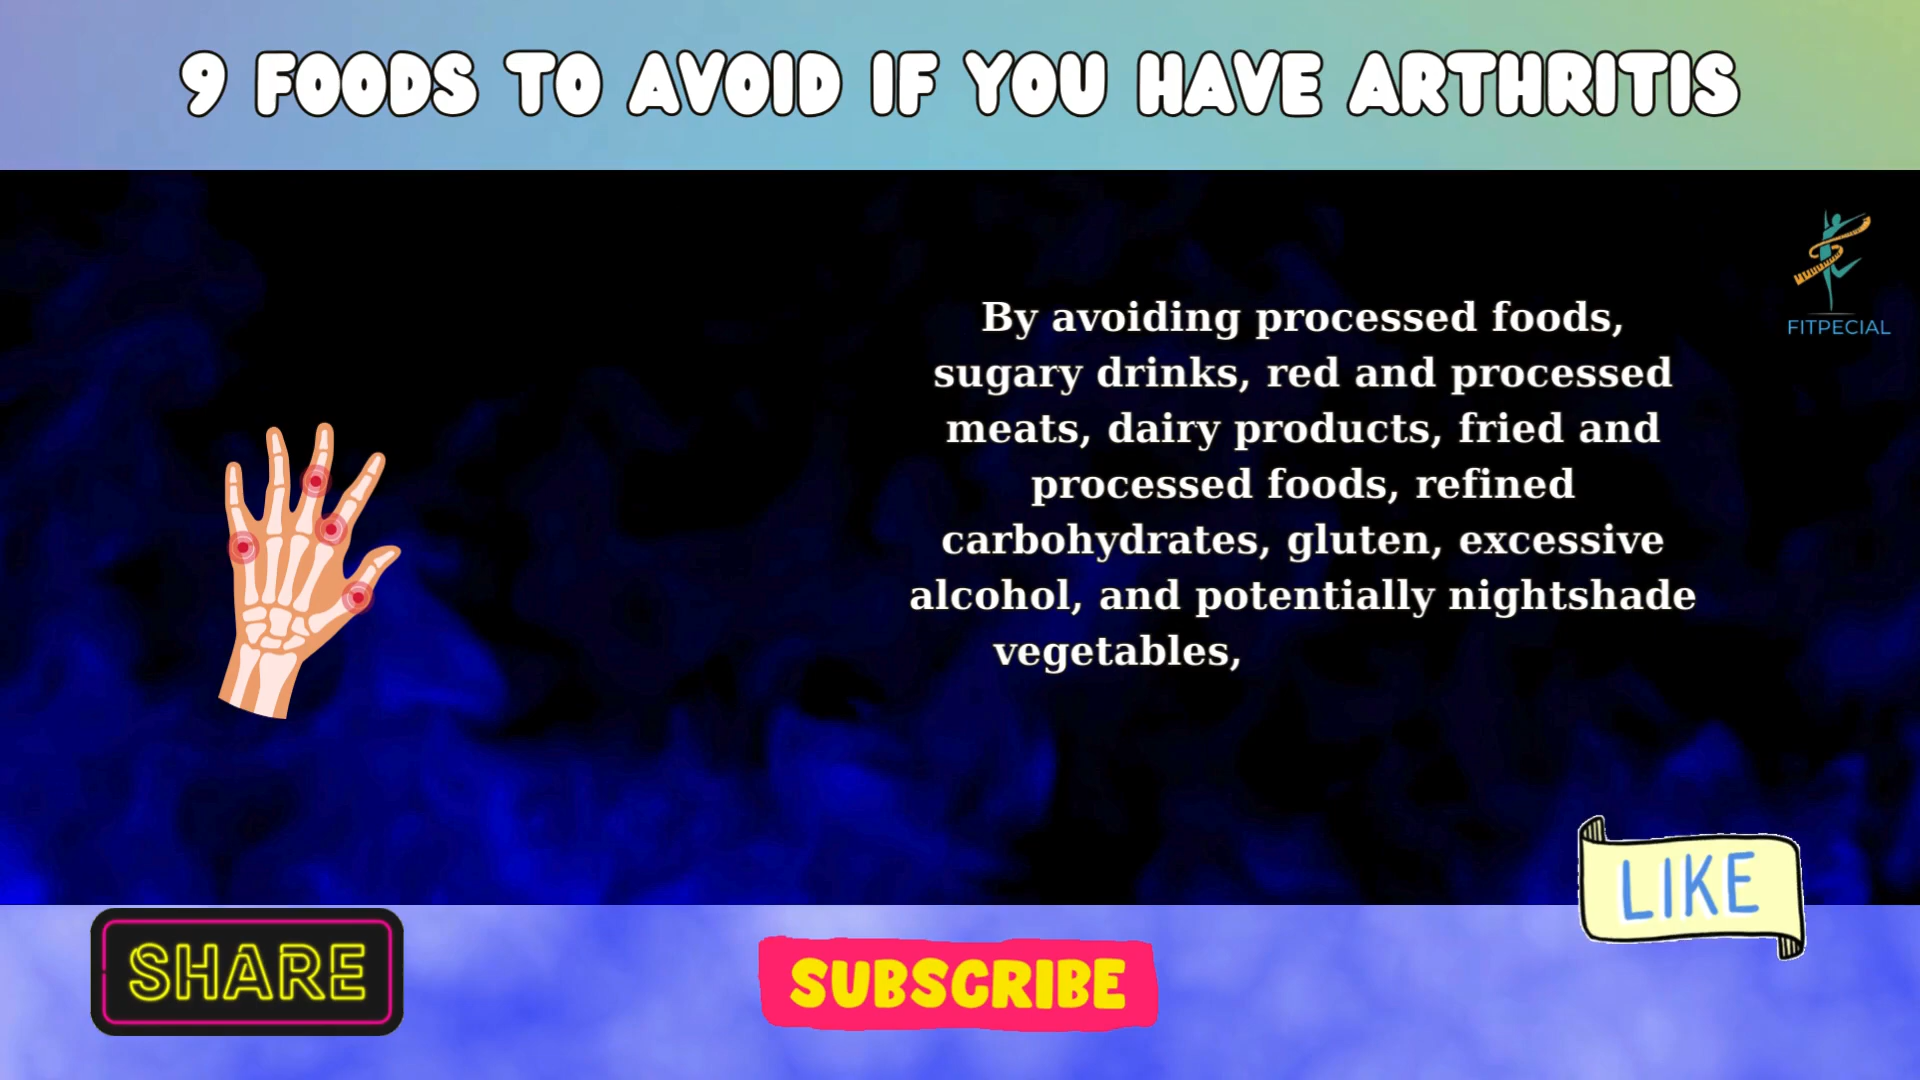 9 FOODS TO AVOID IF YOU HAVE ARTHRITIS
FITPECIAL
By avoiding processed foods,
sugary drinks, red and processed
meats, dairy products, fried and
processed foods, refined
carbohydrates, gluten, excessive
alcohol, and potentially nightshade
vegetables,
LIKE
SHARE
SUBSCRIBE